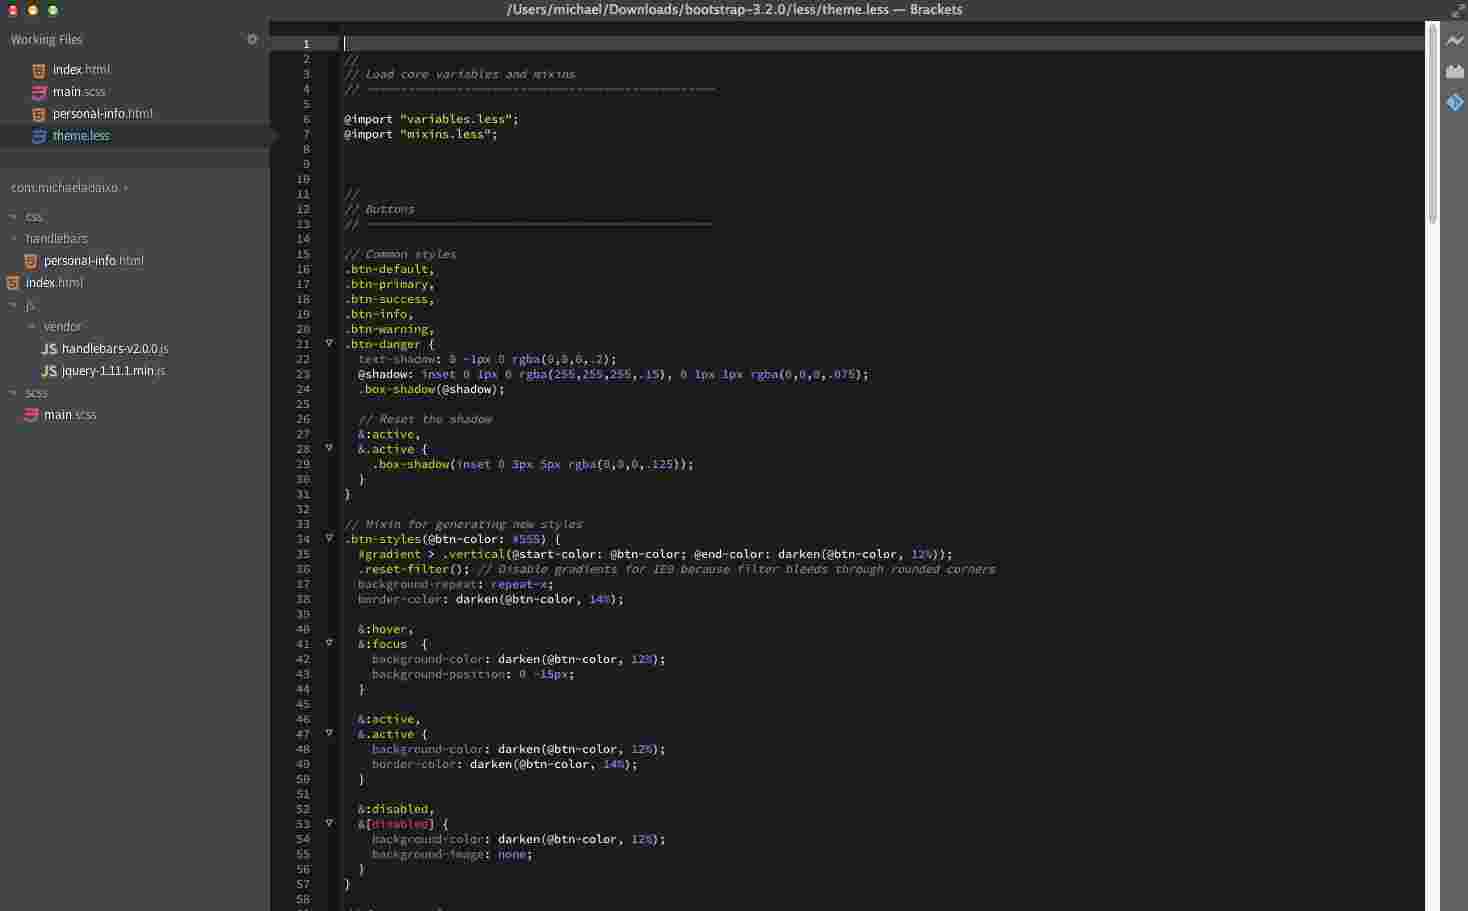 /Users/michael/Downloads/bootstrap-3.2.0/less/theme.less — Brackets
Working Files
index.html
main.scss
personal-info.html
theme.less
com.michaeladaixo
css
handlebars
personal-info.html
index.html
js
vendor
JS handlebars-v2.0.0.js
JS jquery-1.11.1.min.js
scss
main.scss
1
2 //
3 // Load core variables and mixins
4 // --------------------------------------------------
5
6 @import "variables.less";
7 @import "mixins.less";
8
9
10
11 //
12 // Buttons
13 // --------------------------------------------------
14
15 // Common styles
16 .btn-default,
17 .btn-primary,
18 .btn-success,
19 .btn-info,
20 .btn-warning,
21 .btn-danger {
22 text-shadow: 0 -1px 0 rgba(0,0,0,.2);
23 @shadow: inset 0 1px 0 rgba(255,255,255,.15), 0 1px 1px rgba(0,0,0,.075);
24 .box-shadow(@shadow);
25
26 // Reset the shadow
27 &:active,
28 &.active {
29 .box-shadow(inset 0 3px 5px rgba(0,0,0,.125));
30 }
31 }
32
33 // Mixin for generating new styles
34 .btn-styles(@btn-color: #555) {
35 #gradient > .vertical(@start-color: @btn-color; @end-color: darken(@btn-color, 12%));
36 .reset-filter(); // Disable gradients for IE9 because filter bleeds through rounded corners
37 background-repeat: repeat-x;
38 border-color: darken(@btn-color, 14%);
39
40 &:hover,
41 &:focus {
42 background-color: darken(@btn-color, 12%);
43 background-position: 0 -15px;
44 }
45
46 &:active,
47 &.active {
48 background-color: darken(@btn-color, 12%);
49 border-color: darken(@btn-color, 14%);
50 }
51
52 &:disabled,
53 &[disabled] {
54 background-color: darken(@btn-color, 12%);
55 background-image: none;
56 }
57 }
58